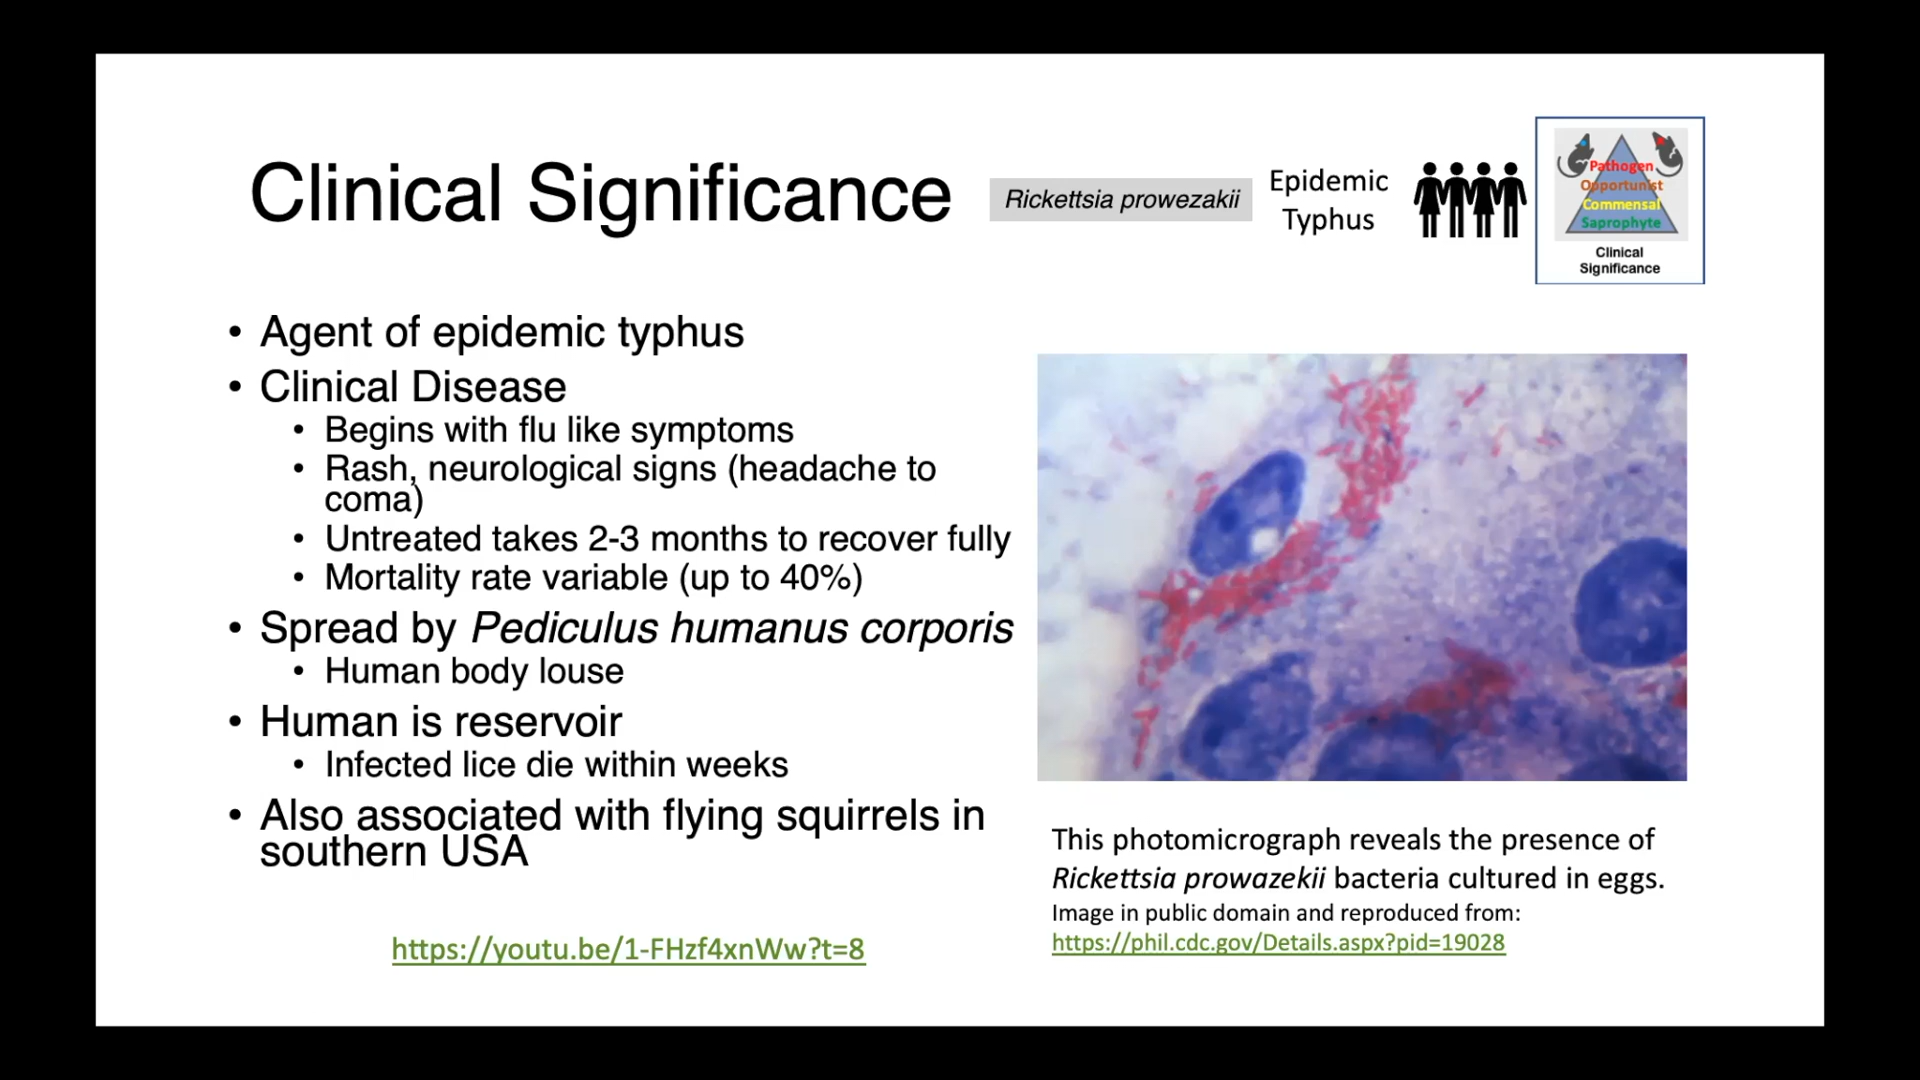 Clinical Significance
Rickettsia prowezakii
Epidemic
Typhus
Pathogen
Opportunist
Commensal
Saprophyte
Clinical
Significance
• Agent of epidemic typhus
• Clinical Disease
• Begins with flu like symptoms
• Rash, neurological signs (headache to
coma)
• Untreated takes 2-3 months to recover fully
• Mortality rate variable (up to 40%)
• Spread by Pediculus humanus corporis
• Human body louse
• Human is reservoir
• Infected lice die within weeks
• Also associated with flying squirrels in
southern USA
https://youtu.be/1-FHzf4xnWw?t=8
This photomicrograph reveals the presence of
Rickettsia prowazekii bacteria cultured in eggs.
Image in public domain and reproduced from:
https://phil.cdc.gov/Details.aspx?pid=19028